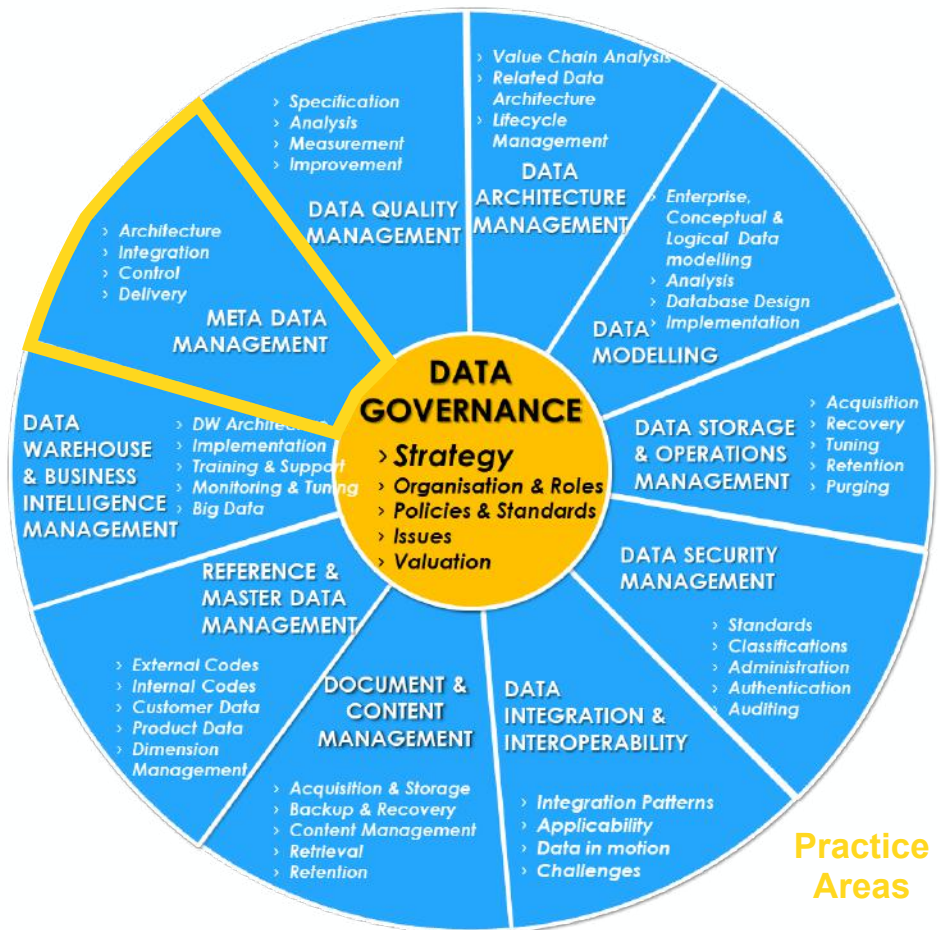 › Value Chain Analysis
› Related Data
Architecture
› Lifecycle
Management
DATA
ARCHITECTURE
MANAGEMENT
› Enterprise,
Conceptual &
Logical Data
modelling
› Analysis
› Database Design
› Implementation
DATA
MODELLING
DATA STORAGE
& OPERATIONS
MANAGEMENT
› Acquisition
› Recovery
› Tuning
› Retention
› Purging
DATA SECURITY
MANAGEMENT
› Standards
› Classifications
› Administration
› Authentication
› Auditing
DATA
INTEGRATION &
INTEROPERABILITY
› Integration Patterns
› Applicability
› Data in motion
› Challenges
DOCUMENT &
CONTENT
MANAGEMENT
› Acquisition & Storage
› Backup & Recovery
› Content Management
› Retrieval
› Retention
REFERENCE &
MASTER DATA
MANAGEMENT
› External Codes
› Internal Codes
› Customer Data
› Product Data
› Dimension
Management
DATA
WAREHOUSE
& BUSINESS
INTELLIGENCE
MANAGEMENT
› DW Architecture
› Implementation
› Training & Support
› Monitoring & Tuning
› Big Data
› Architecture
› Integration
› Control
› Delivery
META DATA
MANAGEMENT
› Specification
› Analysis
› Measurement
› Improvement
DATA QUALITY
MANAGEMENT
DATA
GOVERNANCE
› Strategy
› Organisation & Roles
› Policies & Standards
› Issues
› Valuation
Practice
Areas